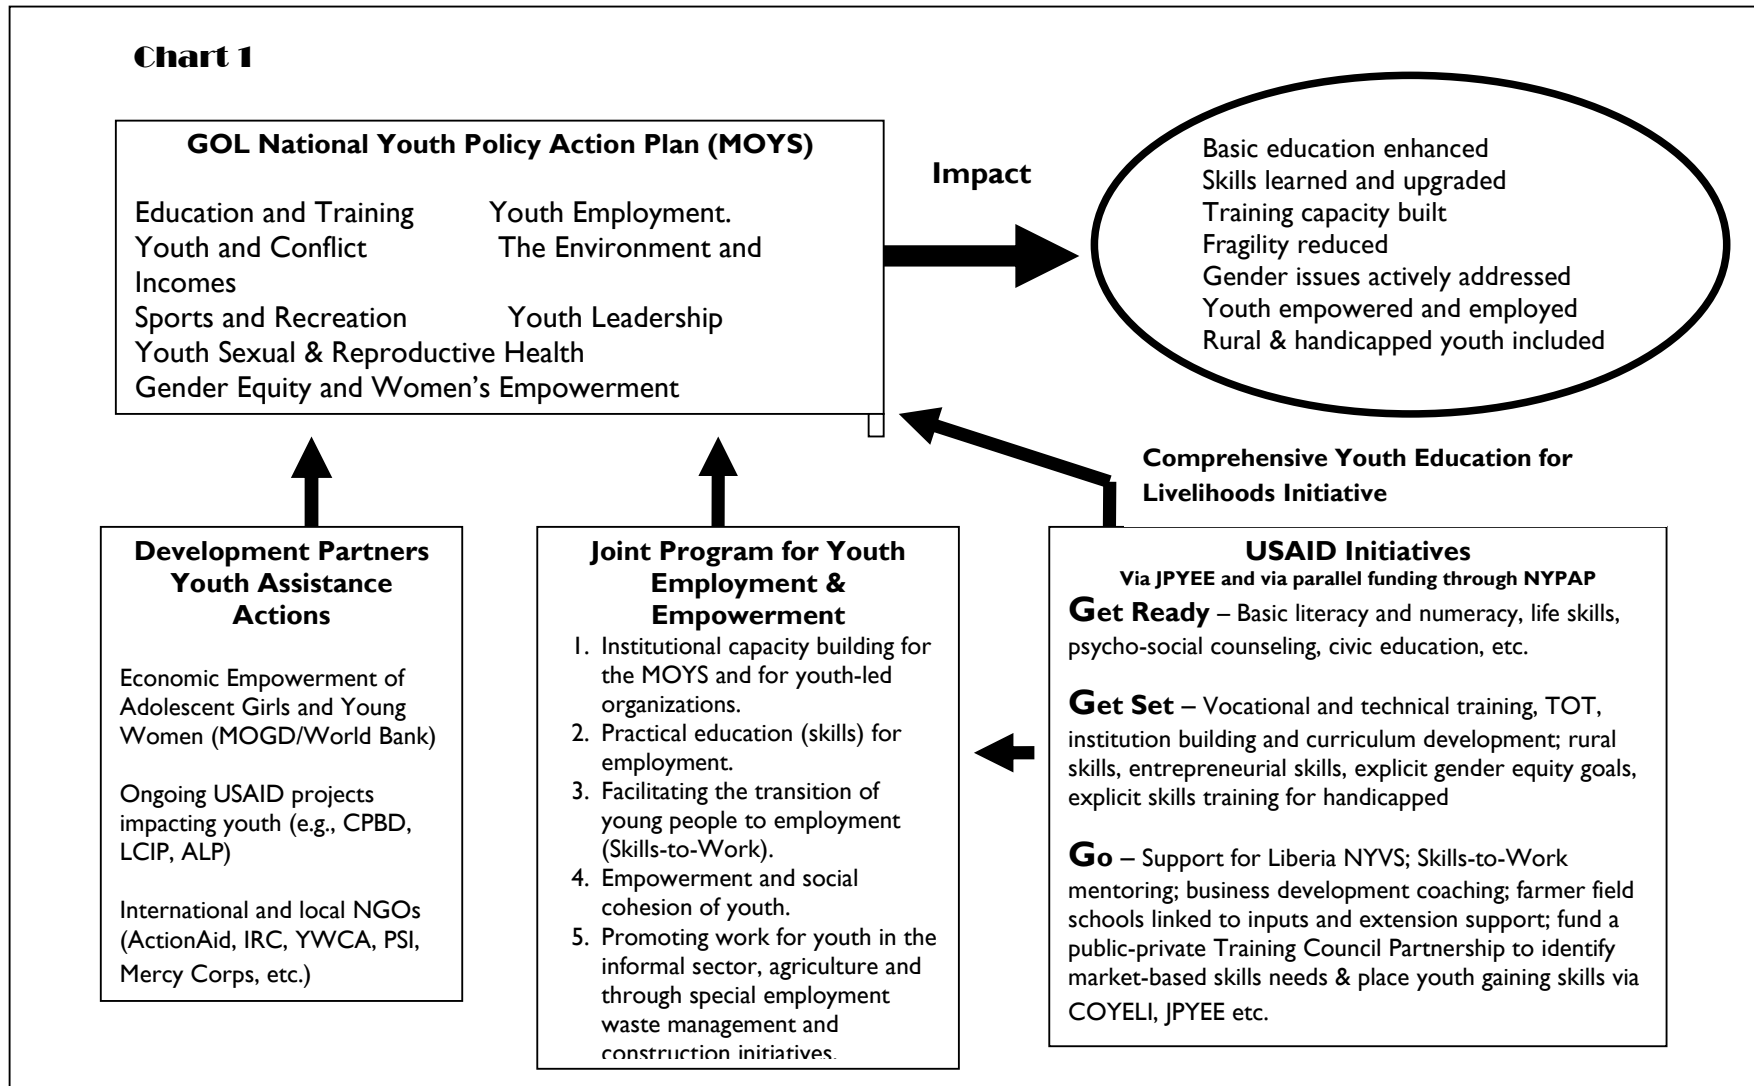 Chart 1
GOL National Youth Policy Action Plan (MOYS)
Education and Training Youth Employment.
Youth and Conflict The Environment and
Incomes
Sports and Recreation Youth Leadership
Youth Sexual & Reproductive Health
Gender Equity and Women’s Empowerment
Impact
Basic education enhanced
Skills learned and upgraded
Training capacity built
Fragility reduced
Gender issues actively addressed
Youth empowered and employed
Rural & handicapped youth included
Comprehensive Youth Education for
Livelihoods Initiative
Development Partners
Youth Assistance
Actions
Economic Empowerment of
Adolescent Girls and Young
Women (MOGD/World Bank)
Ongoing USAID projects
impacting youth (e.g., CPBD,
LCIP, ALP)
International and local NGOs
(ActionAid, IRC, YWCA, PSI,
Mercy Corps, etc.)
Joint Program for Youth
Employment &
Empowerment
1. Institutional capacity building for
the MOYS and for youth-led
organizations.
2. Practical education (skills) for
employment.
3. Facilitating the transition of
young people to employment
(Skills-to-Work).
4. Empowerment and social
cohesion of youth.
5. Promoting work for youth in the
informal sector, agriculture and
through special employment
waste management and
construction initiatives.
USAID Initiatives
Via JPYEE and via parallel funding through NYPAP
Get Ready – Basic literacy and numeracy, life skills,
psycho-social counseling, civic education, etc.
Get Set – Vocational and technical training, TOT,
institution building and curriculum development; rural
skills, entrepreneurial skills, explicit gender equity goals,
explicit skills training for handicapped
Go – Support for Liberia NYVS; Skills-to-Work
mentoring; business development coaching; farmer field
schools linked to inputs and extension support; fund a
public-private Training Council Partnership to identify
market-based skills needs & place youth gaining skills via
COYELI, JPYEE etc.